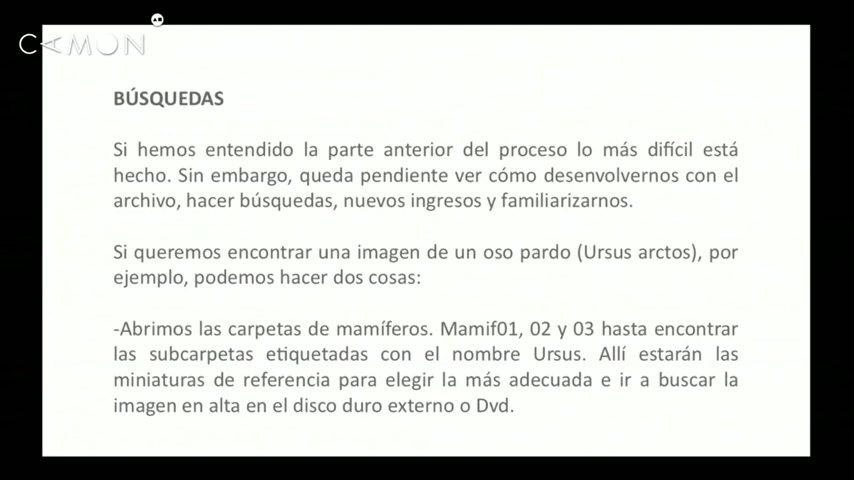 CAMON
BÚSQUEDAS
Si hemos entendido la parte anterior del proceso lo más difícil está
hecho. Sin embargo, queda pendiente ver cómo desenvolvernos con el
archivo, hacer búsquedas, nuevos ingresos y familiarizarnos.
Si queremos encontrar una imagen de un oso pardo (Ursus arctos), por
ejemplo, podemos hacer dos cosas:
-Abrimos las carpetas de mamíferos. Mamif01, 02 y 03 hasta encontrar
las subcarpetas etiquetadas con el nombre Ursus. Allí estarán las
miniaturas de referencia para elegir la más adecuada e ir a buscar la
imagen en alta en el disco duro externo o Dvd.